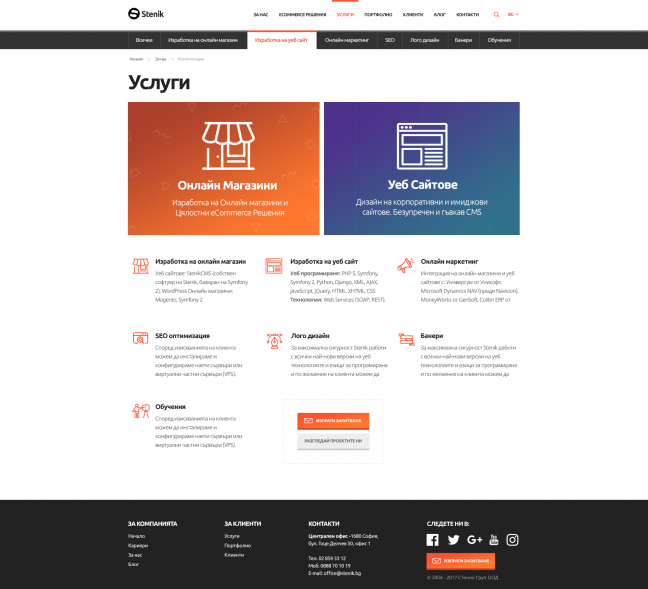 Stenik
ЗА НАС
ECOMMERCE РЕШЕНИЯ
УСЛУГИ
ПОРТФОЛИО
КЛИЕНТИ
БЛОГ
КОНТАКТИ
BG
Всички
Изработка на онлайн магазин
Изработка на уеб сайт
Онлайн маркетинг
SEO
Лого дизайн
Банери
Обучения
Начало
За нас
Услуги
Онлайн Магазини
Изработка на Онлайн магазини и
Цялостни eCommerce Решения
Уеб Сайтове
Дизайн на корпоративни и имиджови
сайтове. Безупречен и гъвкав CMS
Изработка на онлайн магазин
Уеб сайтове: StenikCMS (собствен
софтуер на Stenik, базиран на Symfony
2), WordPress Онлайн магазини:
Magento, Symfony 2
Изработка на уеб сайт
Уеб програмиране: PHP 5, Symfony,
Symfony 2, Python, Django, XML, AJAX,
JavaScript, jQuery, HTML, XHTML, CSS
Технологии: Web Services (SOAP, REST),
Онлайн маркетинг
Интеграция на онлайн магазини и уеб
сайтове с: Универсум от Унисофт,
Microsoft Dynamics NAV (преди Navision),
MoneyWorks от GenSoft, Colibri ERP от
SEO оптимизация
Според изискванията на клиента
можем да инсталираме и
конфигурираме наети сървъри или
виртуални частни сървъри (VPS).
Лого дизайн
За максимална сигурност Stenik работи
с всички най-нови версии на уеб
технологиите и езици за програмиране
и по желание на клиента можем да
Банери
За максимална сигурност Stenik работи
с всички най-нови версии на уеб
технологиите и езици за програмиране
и по желание на клиента можем да
Обучения
Според изискванията на клиента
можем да инсталираме и
конфигурираме наети сървъри или
виртуални частни сървъри (VPS).
ИЗПРАТИ ЗАПИТВАНЕ
РАЗГЛЕДАЙ ПРОЕКТИТЕ НИ
ЗА КОМПАНИЯТА
Начало
Кариери
За нас
Блог
ЗА КЛИЕНТИ
Услуги
Портфолио
Клиенти
КОНТАКТИ
Централен офис -1680 София,
бул. Гоце Делчев 50, офис 1
Тел. 02 859 33 12
Моб. 0888 70 10 19
E-mail: office@stenik.bg
СЛЕДЕТЕ НИ В:
You Tube
ИЗПРАТИ ЗАПИТВАНЕ
© 2004 - 2017 Стеник Груп ООД